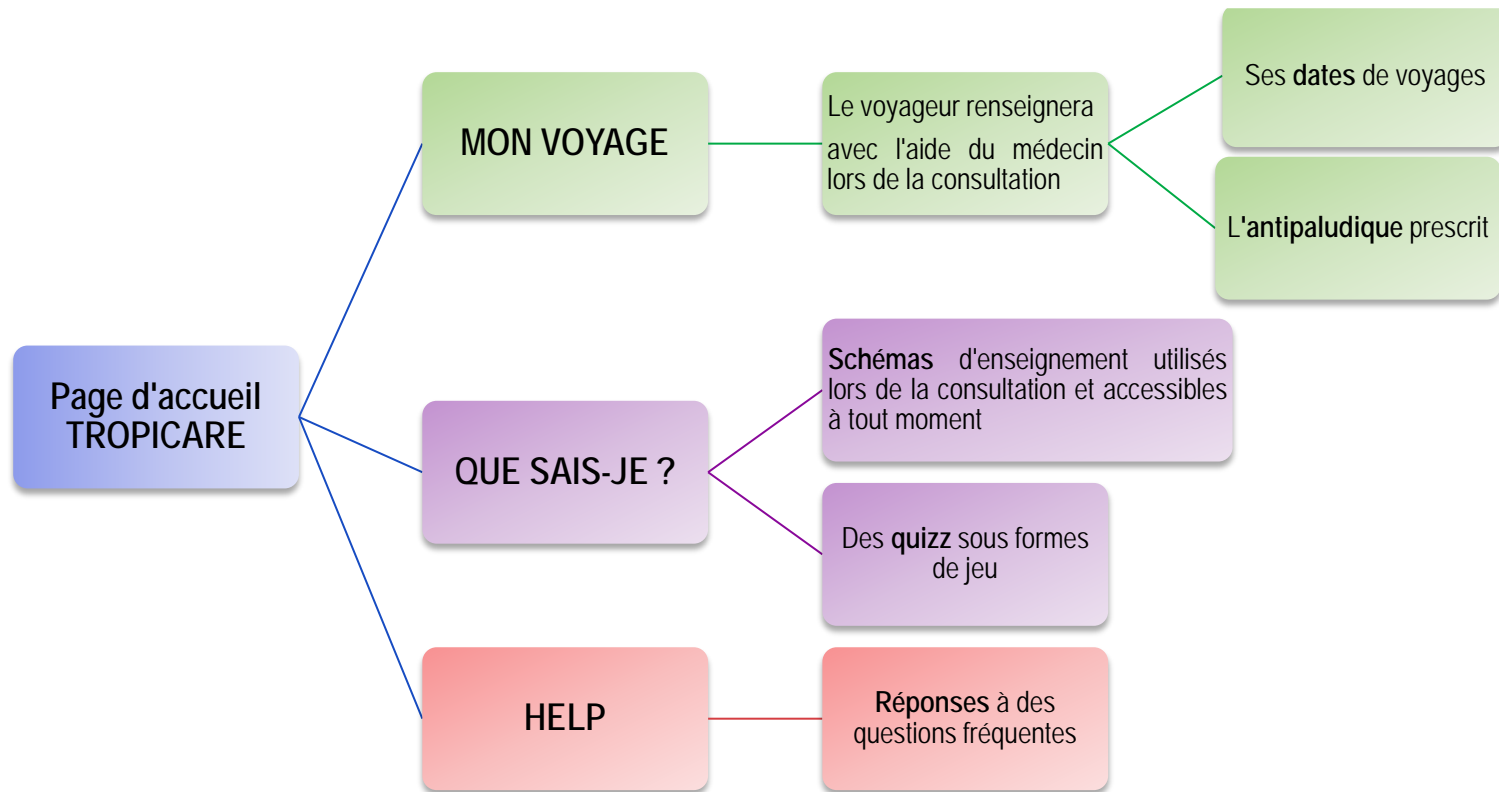 Page d'accueil
TROPICARE
MON VOYAGE
Le voyageur renseignera
avec l'aide du médecin
lors de la consultation
Ses dates de voyages
L'antipaludique prescrit
QUE SAIS-JE ?
Schémas d'enseignement utilisés
lors de la consultation et accessibles
à tout moment
Des quizz sous formes
de jeu
HELP
Réponses à des
questions fréquentes